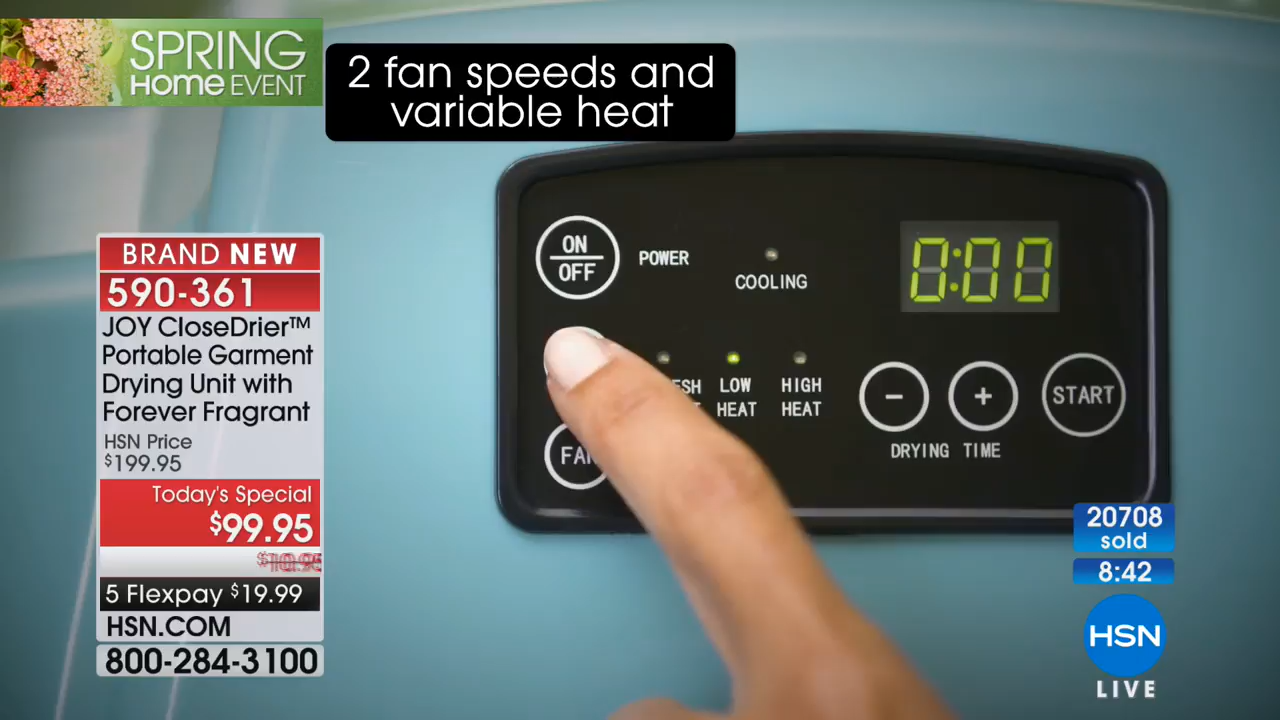 SPRING
HOME EVENT
2 fan speeds and
variable heat
BRAND NEW
590-361
JOY CloseDrier™
Portable Garment
Drying Unit with
Forever Fragrant
HSN Price
$199.95
Today's Special
$99.95
5 Flexpay $19.99
HSN.COM
800-284-3100
ON
OFF
POWER
COOLING
0:00
LOW
HEAT
HIGH
HEAT
FAN
-
+
START
DRYING TIME
20708
sold
8:42
HSN
LIVE